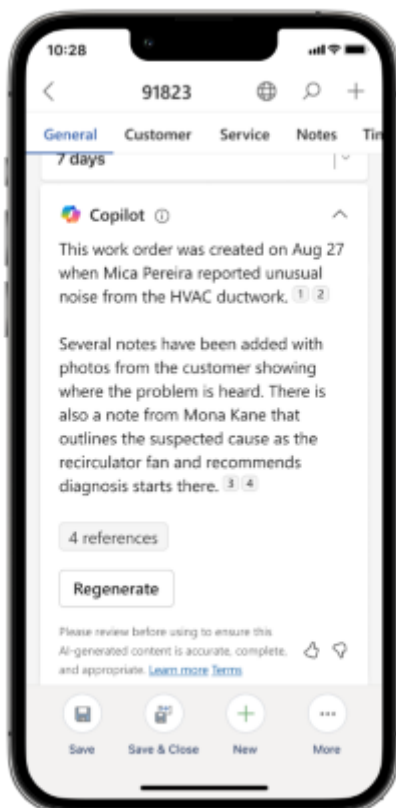 10:28
91823
General Customer Service Notes Tin
7 days
Copilot
This work order was created on Aug 27
when Mica Pereira reported unusual
noise from the HVAC ductwork. 1 2
Several notes have been added with
photos from the customer showing
where the problem is heard. There is
also a note from Mona Kane that
outlines the suspected cause as the
recirculator fan and recommends
diagnosis starts there. 3 4
4 references
Regenerate
Please review before using to ensure this
AI-generated content is accurate, complete,
and appropriate. Learn more Terms
Save Save & Close New More